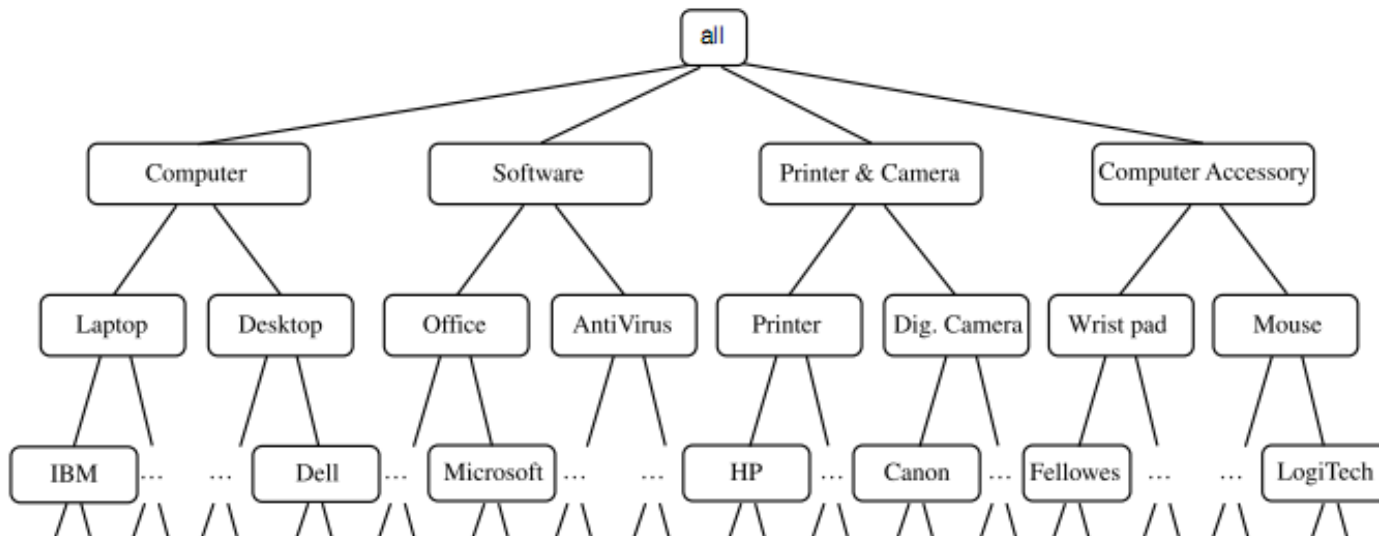 all
Computer
Software
Printer & Camera
Computer Accessory
Laptop
Desktop
Office
AntiVirus
Printer
Dig. Camera
Wrist pad
Mouse
IBM
...
...
Dell
...
Microsoft
...
...
HP
...
Canon
...
Fellowes
...
...
LogiTech